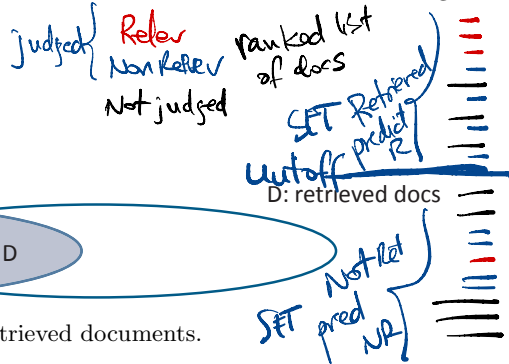 judged { Relev
NonRelev
Not judged
ranked list
of docs
SET Retrieved
predict
R
cutoff
D: retrieved docs
D
SET Not Ret
pred
NR
trieved documents.